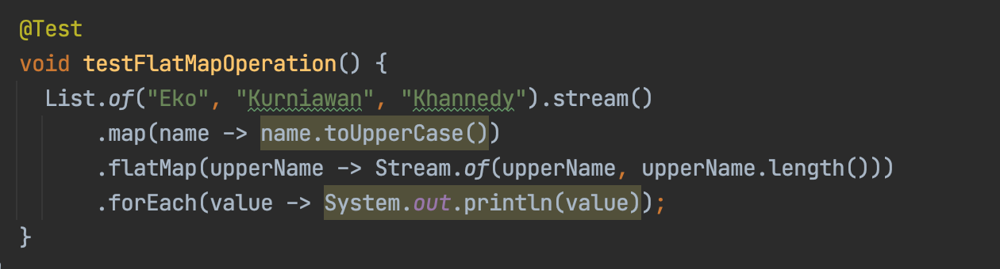 @Test
void testFlatMapOperation() {
  List.of("Eko", "Kurniawan", "Khannedy").stream()
      .map(name -> name.toUpperCase())
      .flatMap(upperName -> Stream.of(upperName, upperName.length()))
      .forEach(value -> System.out.println(value));
}